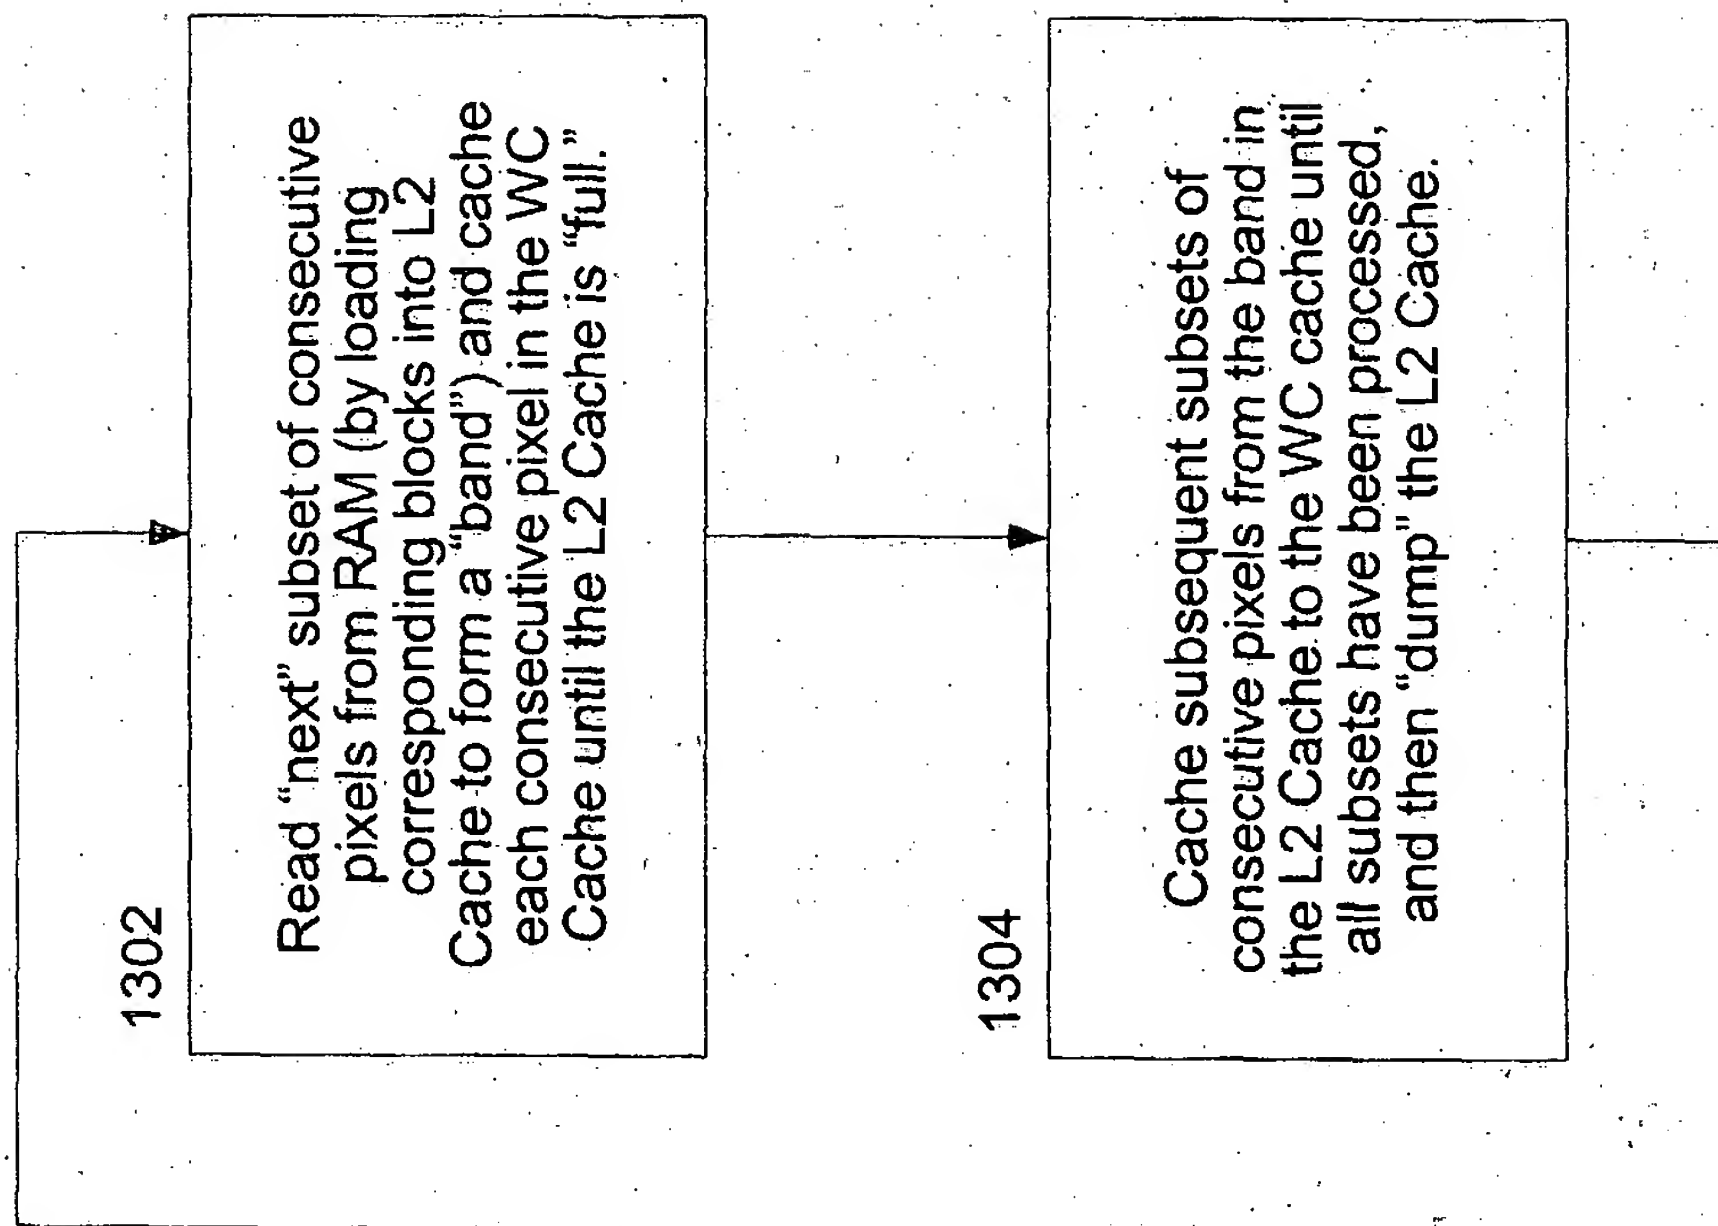 1302
Read “next” subset of consecutive
pixels from RAM (by loading
corresponding blocks into L2
Cache to form a “band”) and cache
each consecutive pixel in the WC
Cache until the L2 Cache is “full.”
1304
Cache subsequent subsets of
consecutive pixels from the band in
the L2 Cache to the WC cache until
all subsets have been processed,
and then “dump” the L2 Cache.